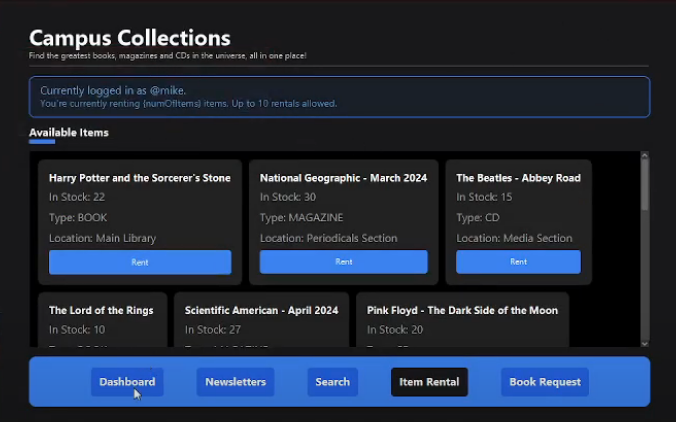 Campus Collections
Find the greatest books, magazines and CDs in the universe, all in one place!
Currently logged in as @mike.
You're currently renting {numOfItems} items. Up to 10 rentals allowed.
Available Items
Harry Potter and the Sorcerer's Stone
In Stock: 22
Type: BOOK
Location: Main Library
Rent
National Geographic - March 2024
In Stock: 30
Type: MAGAZINE
Location: Periodicals Section
Rent
The Beatles - Abbey Road
In Stock: 15
Type: CD
Location: Media Section
Rent
The Lord of the Rings
In Stock: 10
Scientific American - April 2024
In Stock: 27
Pink Floyd - The Dark Side of the Moon
In Stock: 20
Dashboard
Newsletters
Search
Item Rental
Book Request